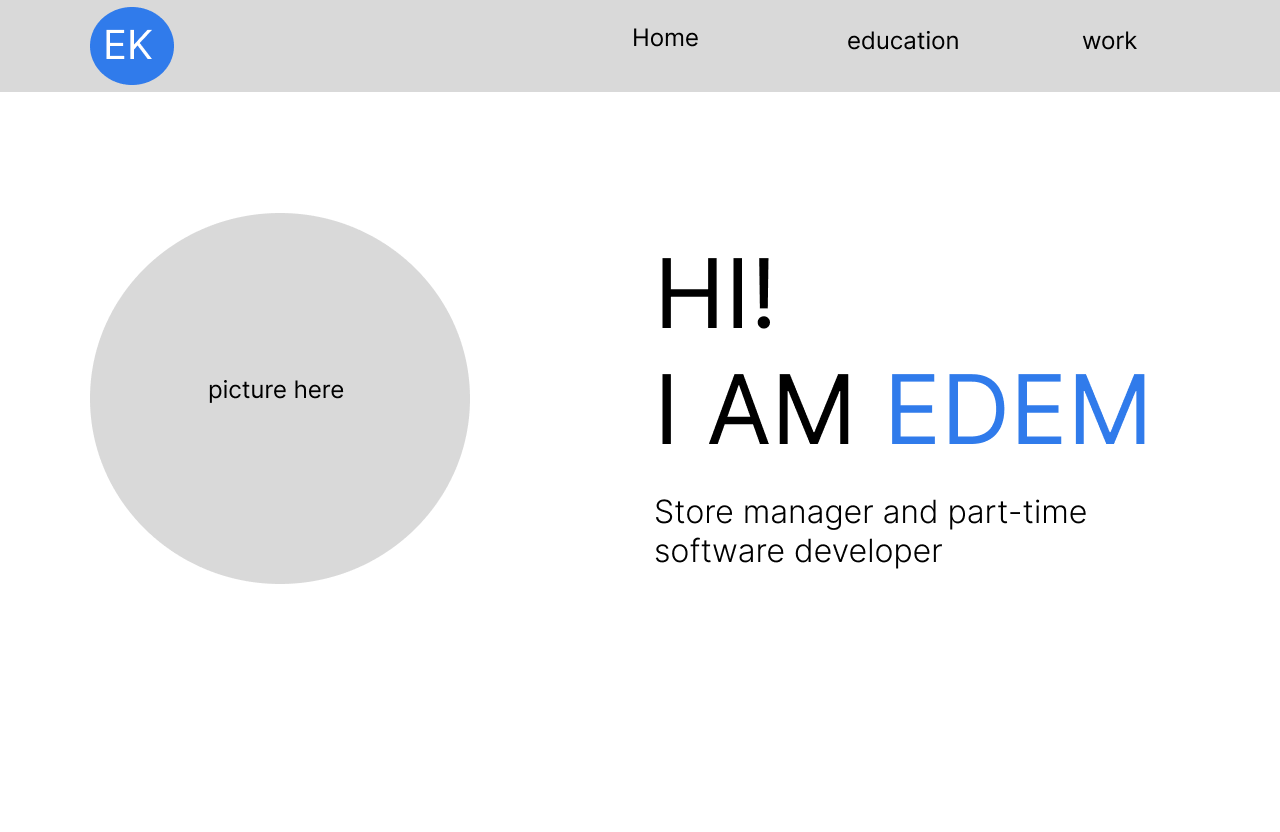 EK
Home
education
work
picture here
HI!
I AM EDEM
Store manager and part-time
software developer